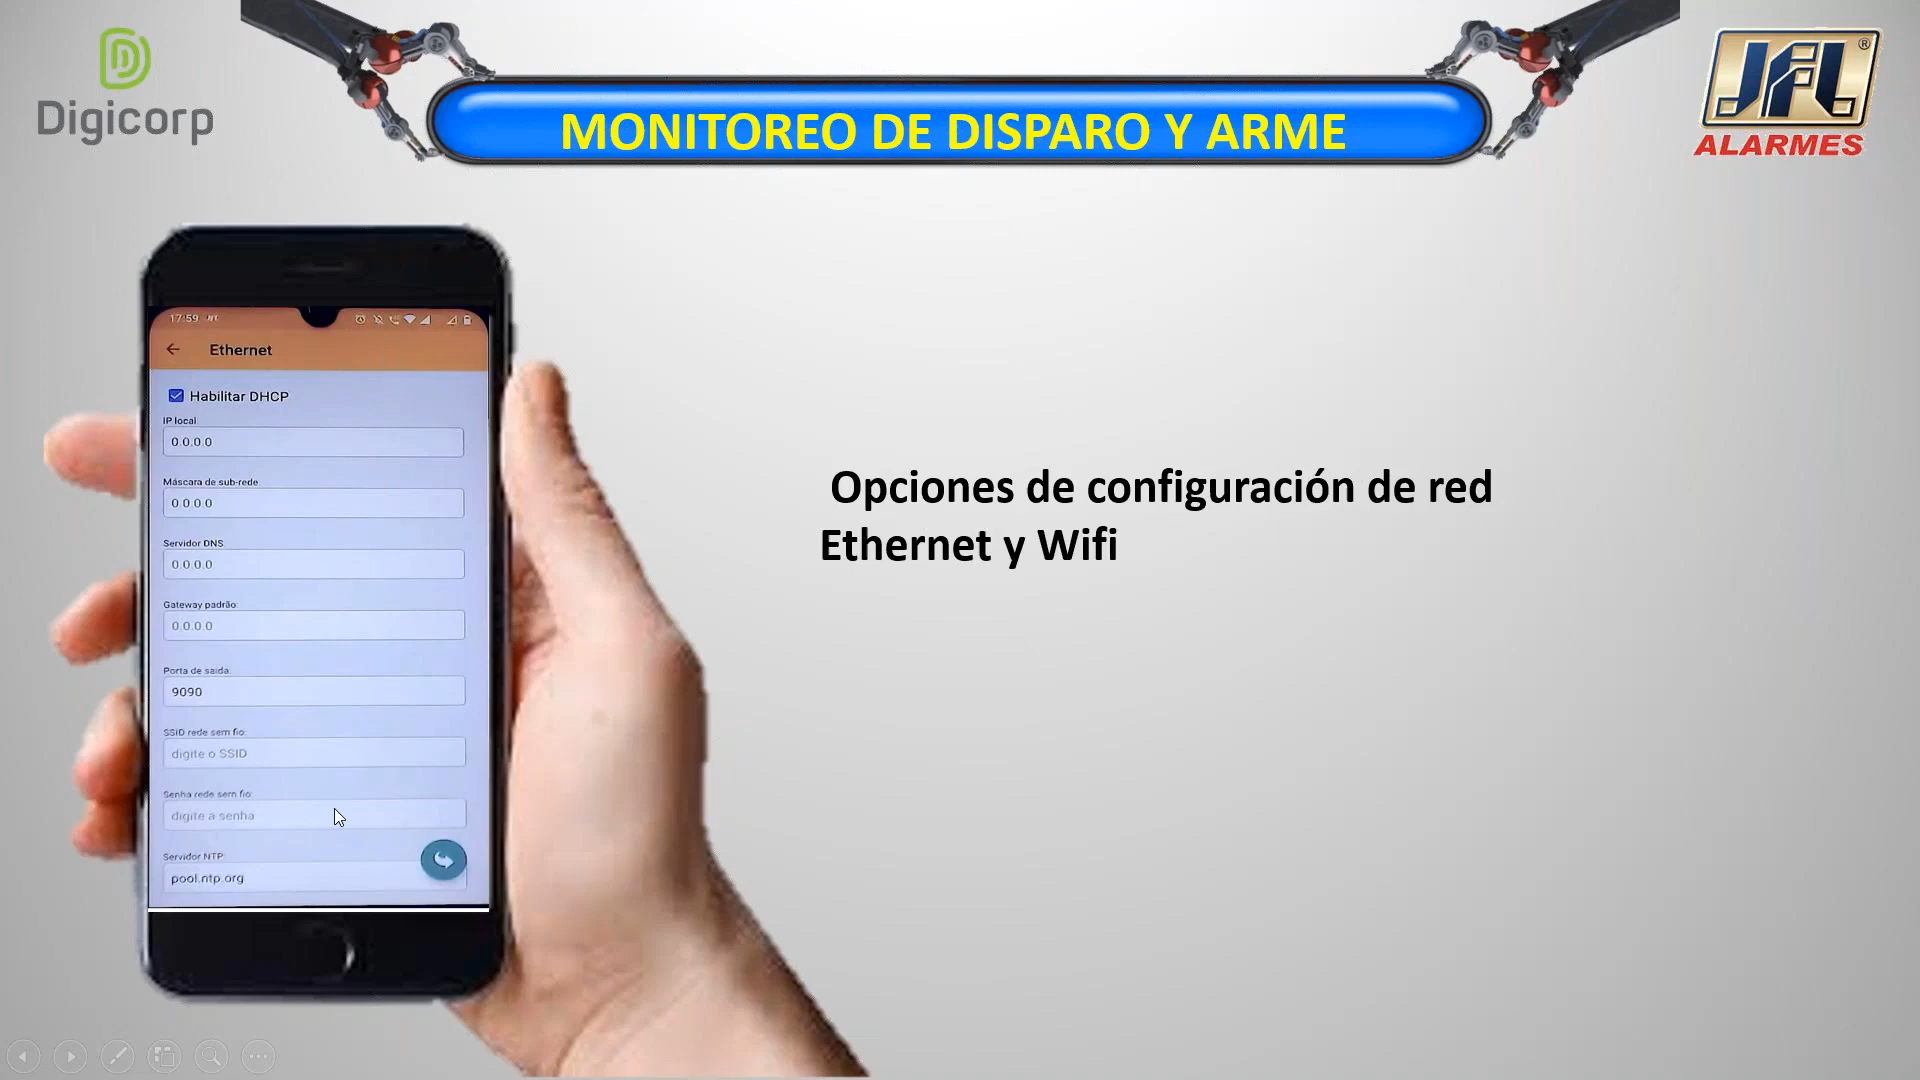 Digicorp
MONITOREO DE DISPARO Y ARME
JFL®
ALARMES
17:59 JFL
Ethernet
Habilitar DHCP
IP local
0.0.0.0
Máscara de sub-rede
0.0.0.0
Servidor DNS
0.0.0.0
Gateway padrão:
0.0.0.0
Porta de saída:
9090
SSID rede sem fio:
digite o SSID
Senha rede sem fio:
digite a senha
Servidor NTP:
pool.ntp.org
Opciones de configuración de red
Ethernet y Wifi